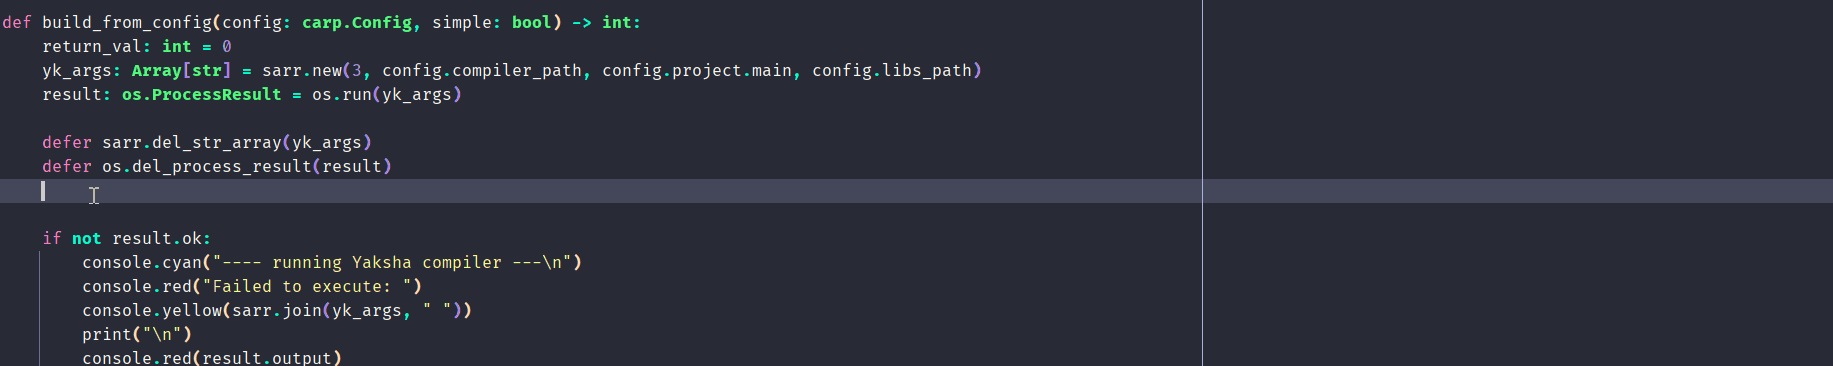 def build_from_config(config: carp.Config, simple: bool) -> int:
    return_val: int = 0
    yk_args: Array[str] = sarr.new(3, config.compiler_path, config.project.main, config.libs_path)
    result: os.ProcessResult = os.run(yk_args)
    defer sarr.del_str_array(yk_args)
    defer os.del_process_result(result)
    if not result.ok:
        console.cyan("---- running Yaksha compiler ---\n")
        console.red("Failed to execute: ")
        console.yellow(sarr.join(yk_args, " "))
        print("\n")
        console.red(result.output)